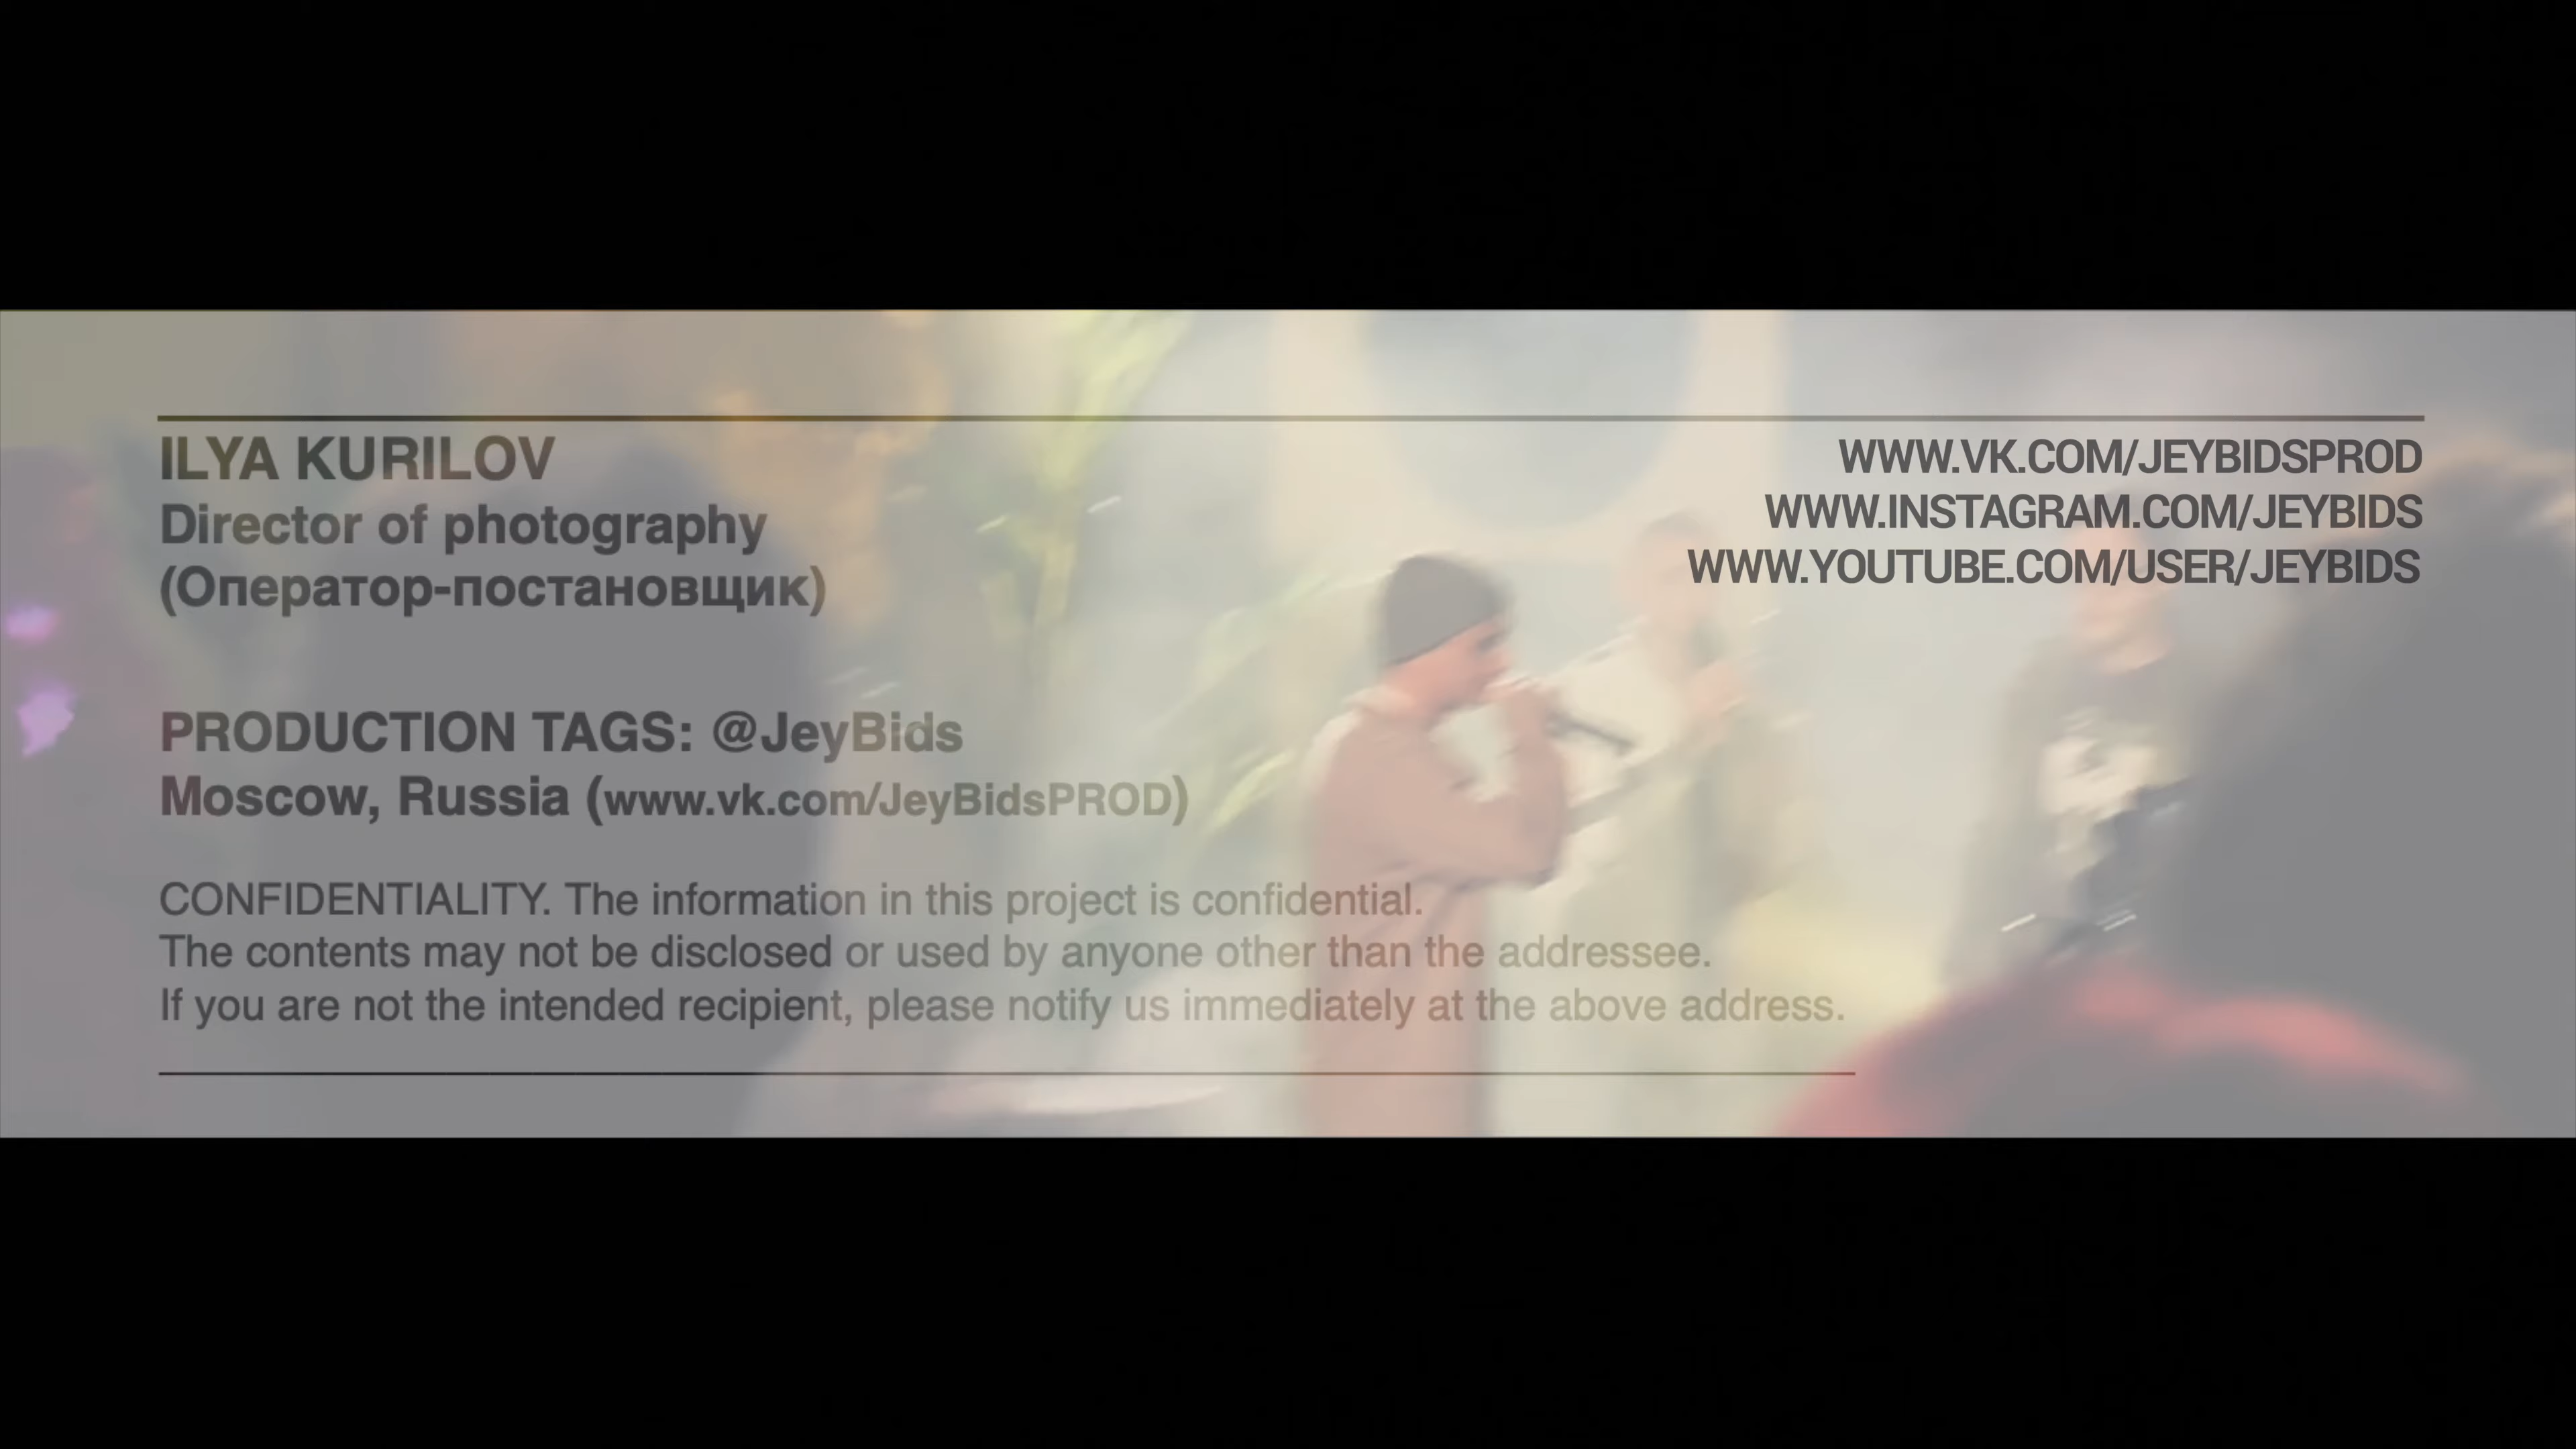 ILYA KURILOV
Director of photography
(Оператор-постановщик)
WWW.VK.COM/JEYBIDSPROD
WWW.INSTAGRAM.COM/JEYBIDS
WWW.YOUTUBE.COM/USER/JEYBIDS
PRODUCTION TAGS: @JeyBids
Moscow, Russia (www.vk.com/JeyBidsPROD)
CONFIDENTIALITY. The information in this project is confidential.
The contents may not be disclosed or used by anyone other than the addressee.
If you are not the intended recipient, please notify us immediately at the above address.